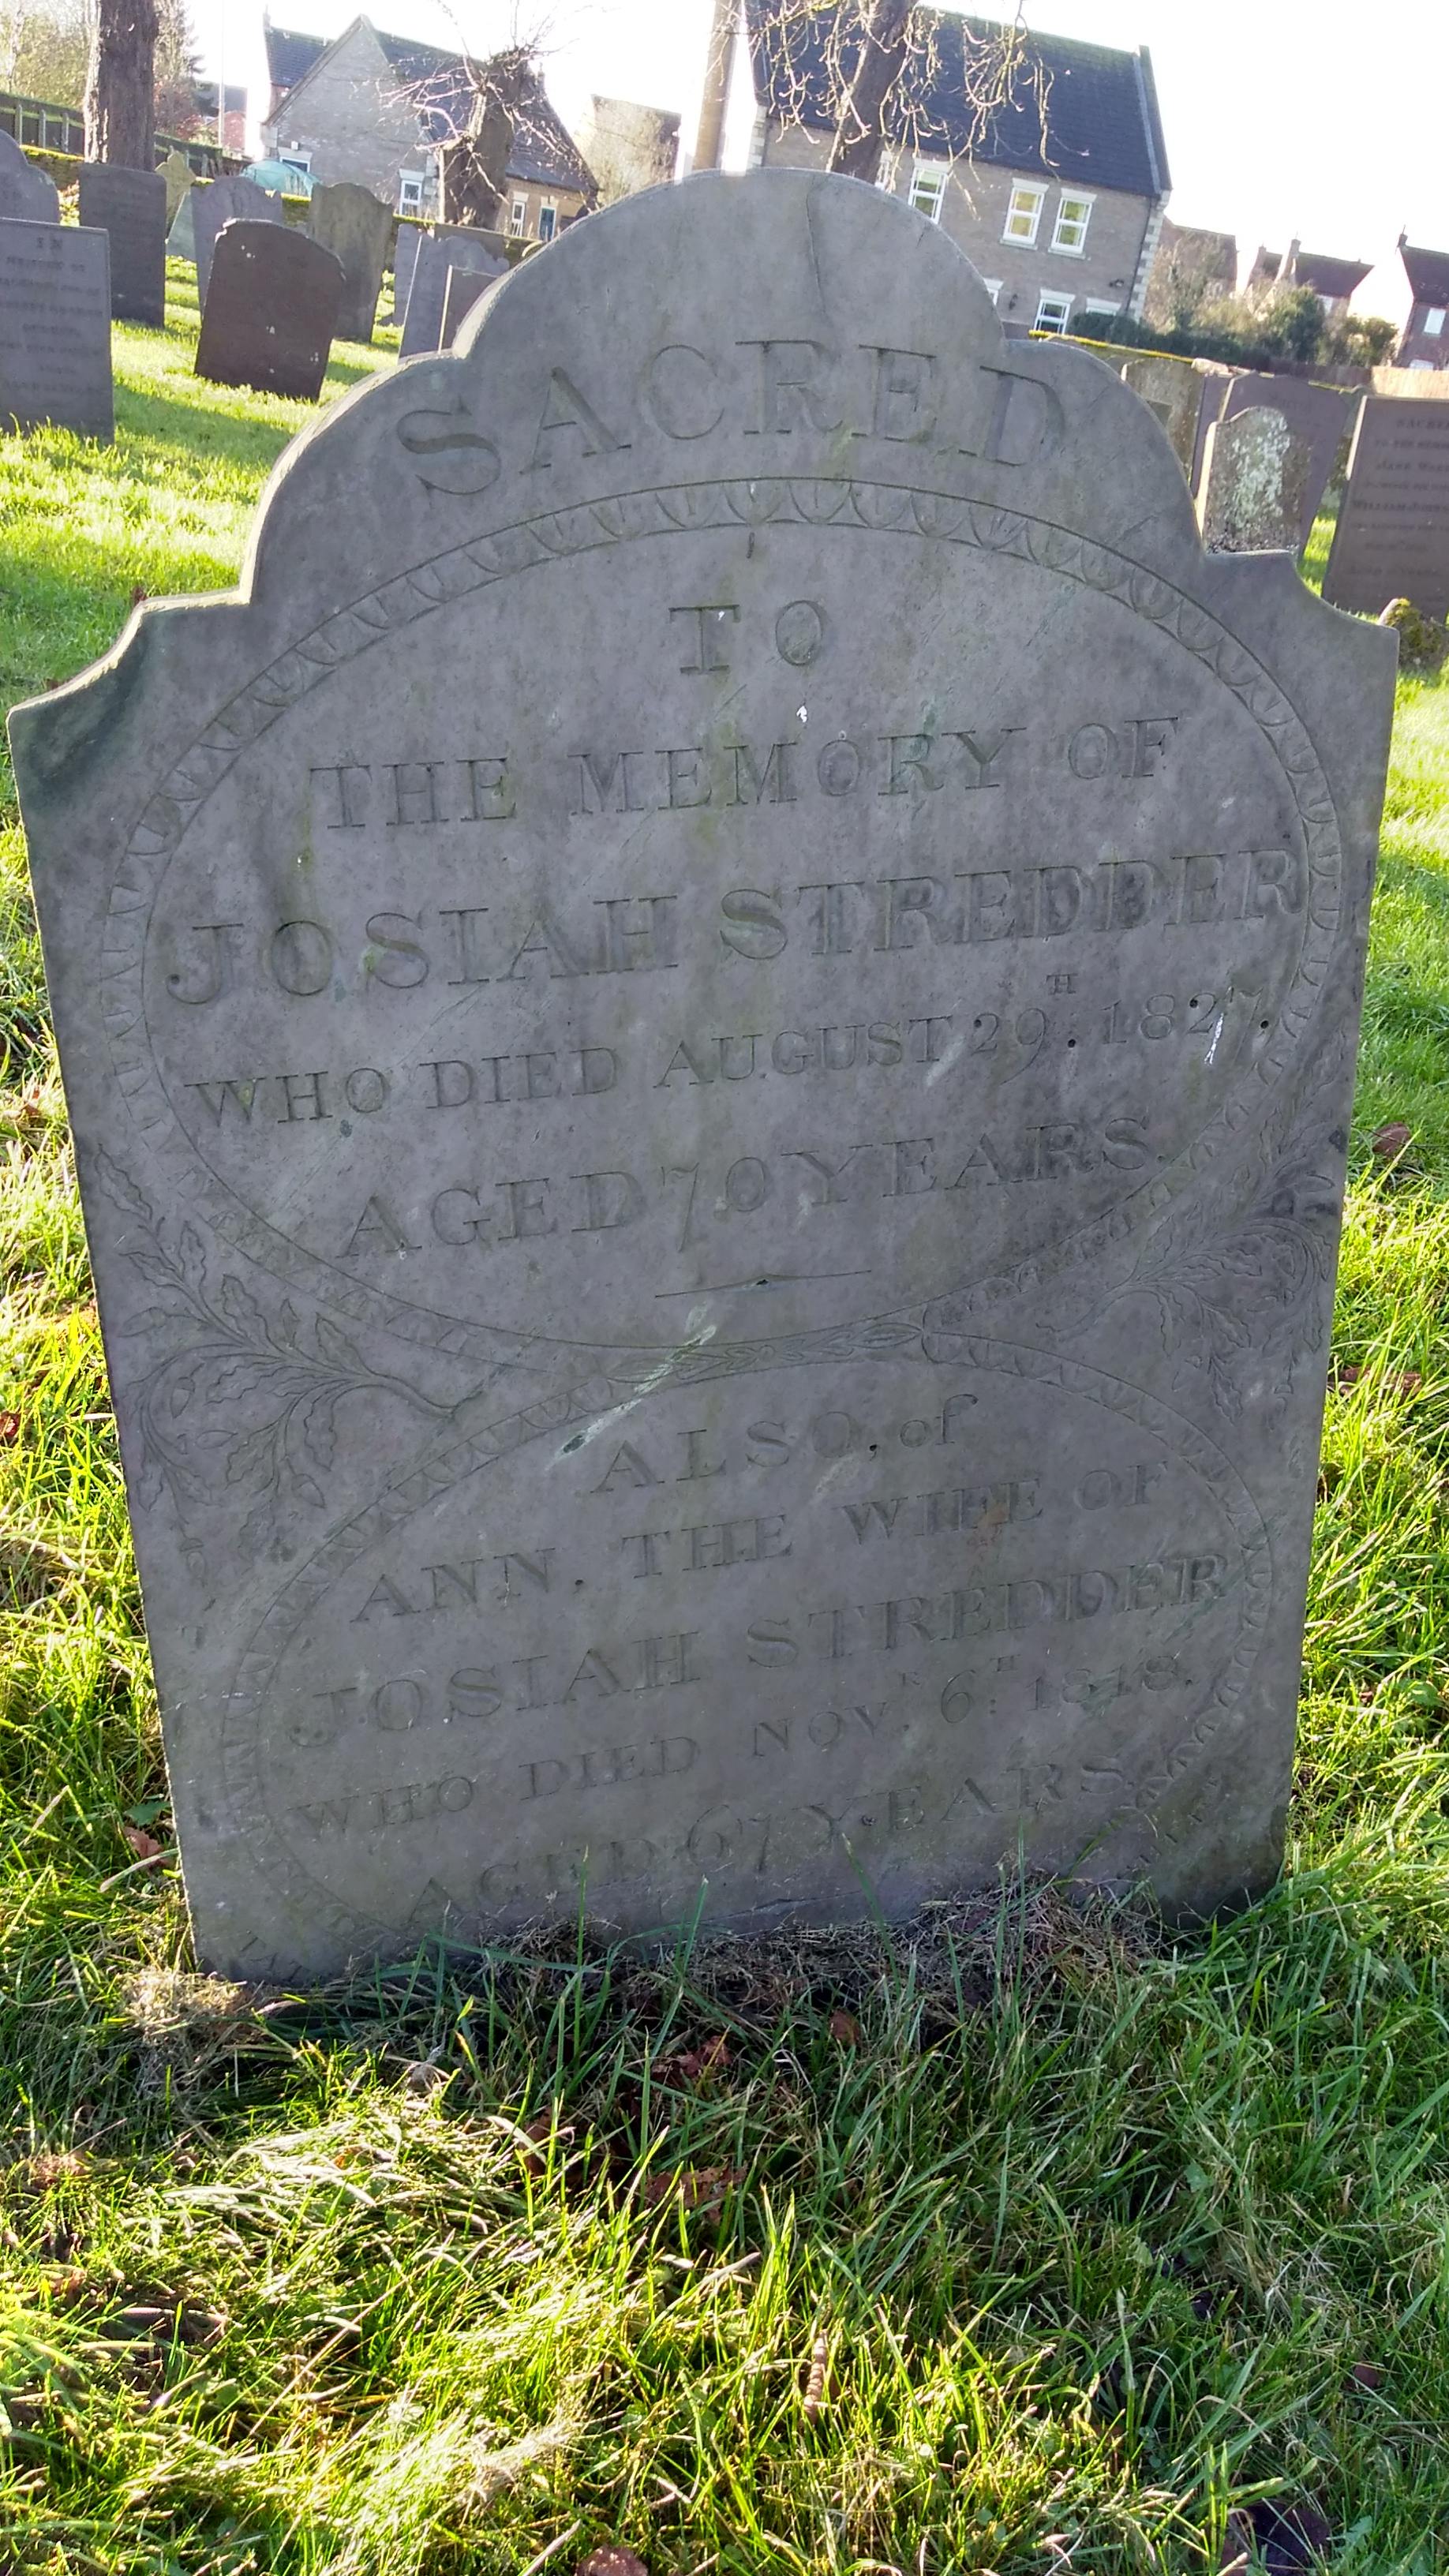 SACRED
TO
THE MEMORY OF
JOSIAH STREDDER
WHO DIED AUGUST 29TH: 1827.
AGED 70 YEARS.
ALSO, of
ANN, THE WIFE OF
JOSIAH STREDDER
WHO DIED NOV.R 6TH: 1818.
AGED 67 YEARS.